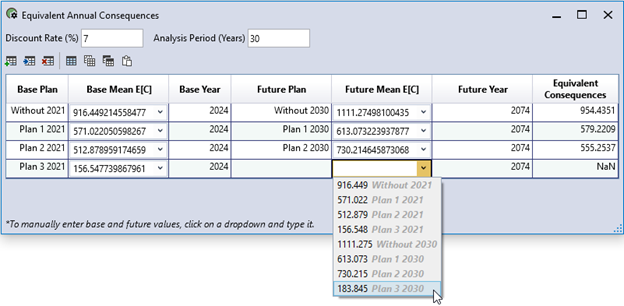 Equivalent Annual Consequences
Discount Rate (%) 7 Analysis Period (Years) 30
Base Plan Base Mean E[C] Base Year Future Plan Future Mean E[C] Future Year Equivalent Consequences
Without 2021 916.449214558477 2024 Without 2030 1111.27498100435 2074 954.4351
Plan 1 2021 571.022050598267 2024 Plan 1 2030 613.073223937877 2074 579.2209
Plan 2 2021 512.878959174659 2024 Plan 2 2030 730.214645873068 2074 555.2537
Plan 3 2021 156.547739867961 2024 2074 NaN
916.449 Without 2021
571.022 Plan 1 2021
512.879 Plan 2 2021
156.548 Plan 3 2021
1111.275 Without 2030
613.073 Plan 1 2030
730.215 Plan 2 2030
183.845 Plan 3 2030
*To manually enter base and future values, click on a dropdown and type it.